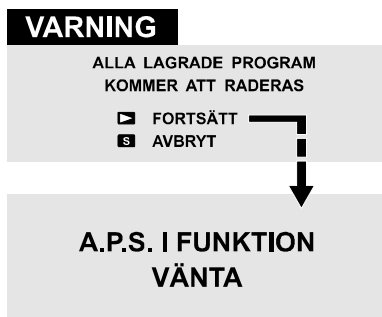 VARNING
ALLA LAGRADE PROGRAM
KOMMER ATT RADERAS
FORTSÄTT
S AVBRYT
A.P.S. I FUNKTION
VÄNTA